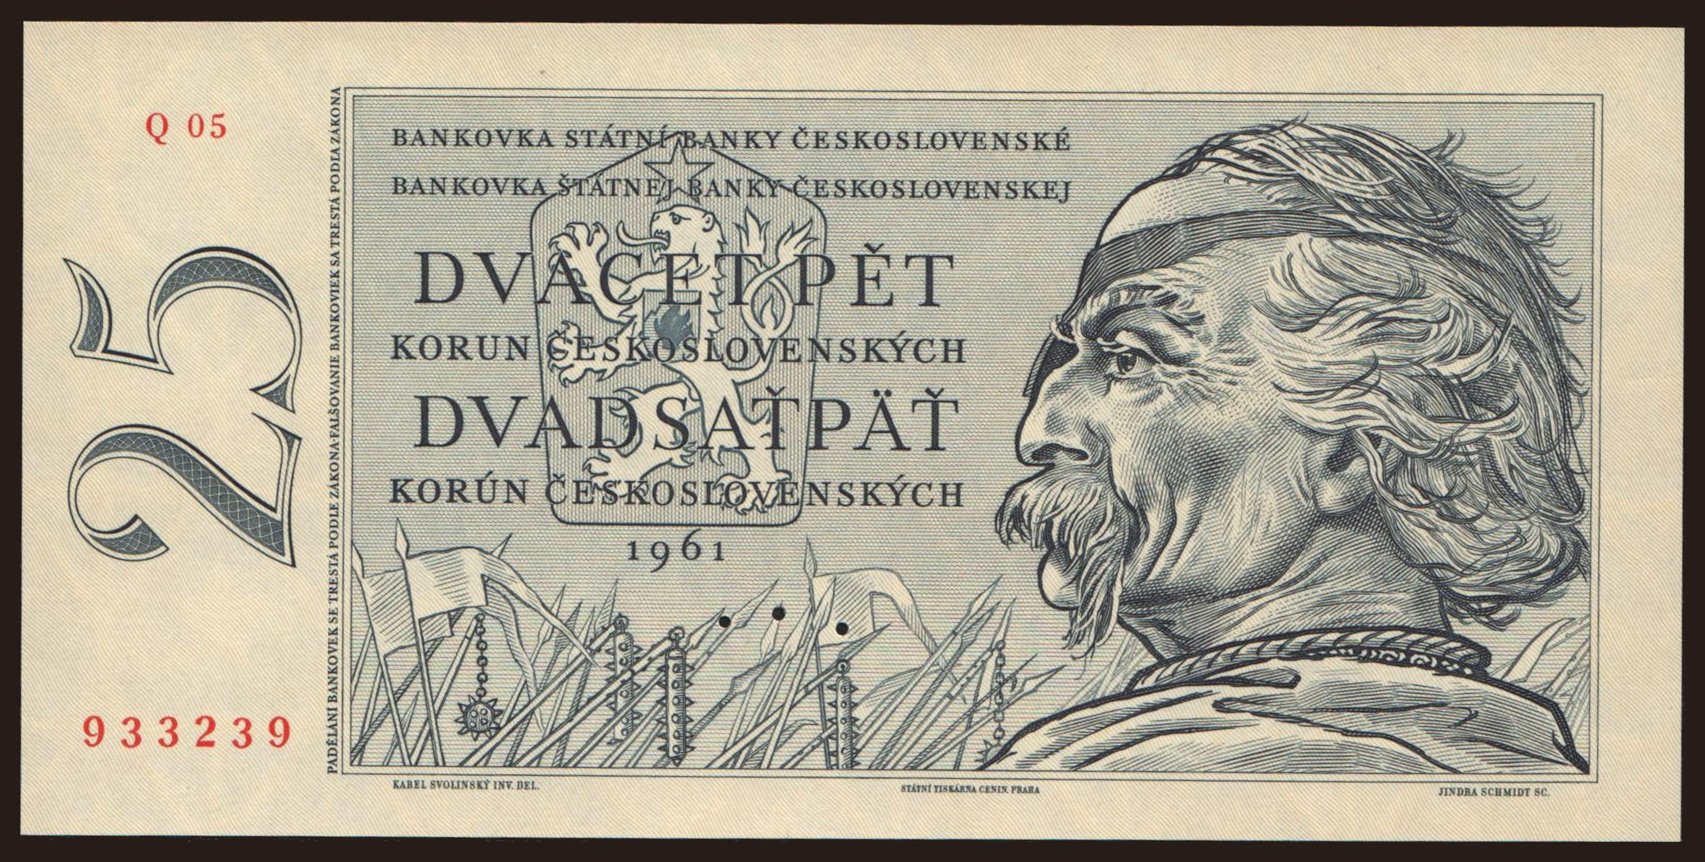 Q 05
25
933239
PADĚLÁNÍ BANKOVEK SE TRESTÁ PODLE ZÁKONA·FALŠOVANIE BANKOVIEK SA TRESTÁ PODĽA ZÁKONA
BANKOVKA STÁTNÍ BANKY ČESKOSLOVENSKÉ
BANKOVKA ŠTÁTNEJ BANKY ČESKOSLOVENSKEJ
DVACET PĚT
KORUN ČESKOSLOVENSKÝCH
DVADSAŤPÄŤ
KORÚN ČESKOSLOVENSKÝCH
1961
KAREL SVOLINSKÝ INV. DEL.
STÁTNÍ TISKÁRNA CENIN. PRAHA
JINDRA SCHMIDT SC.